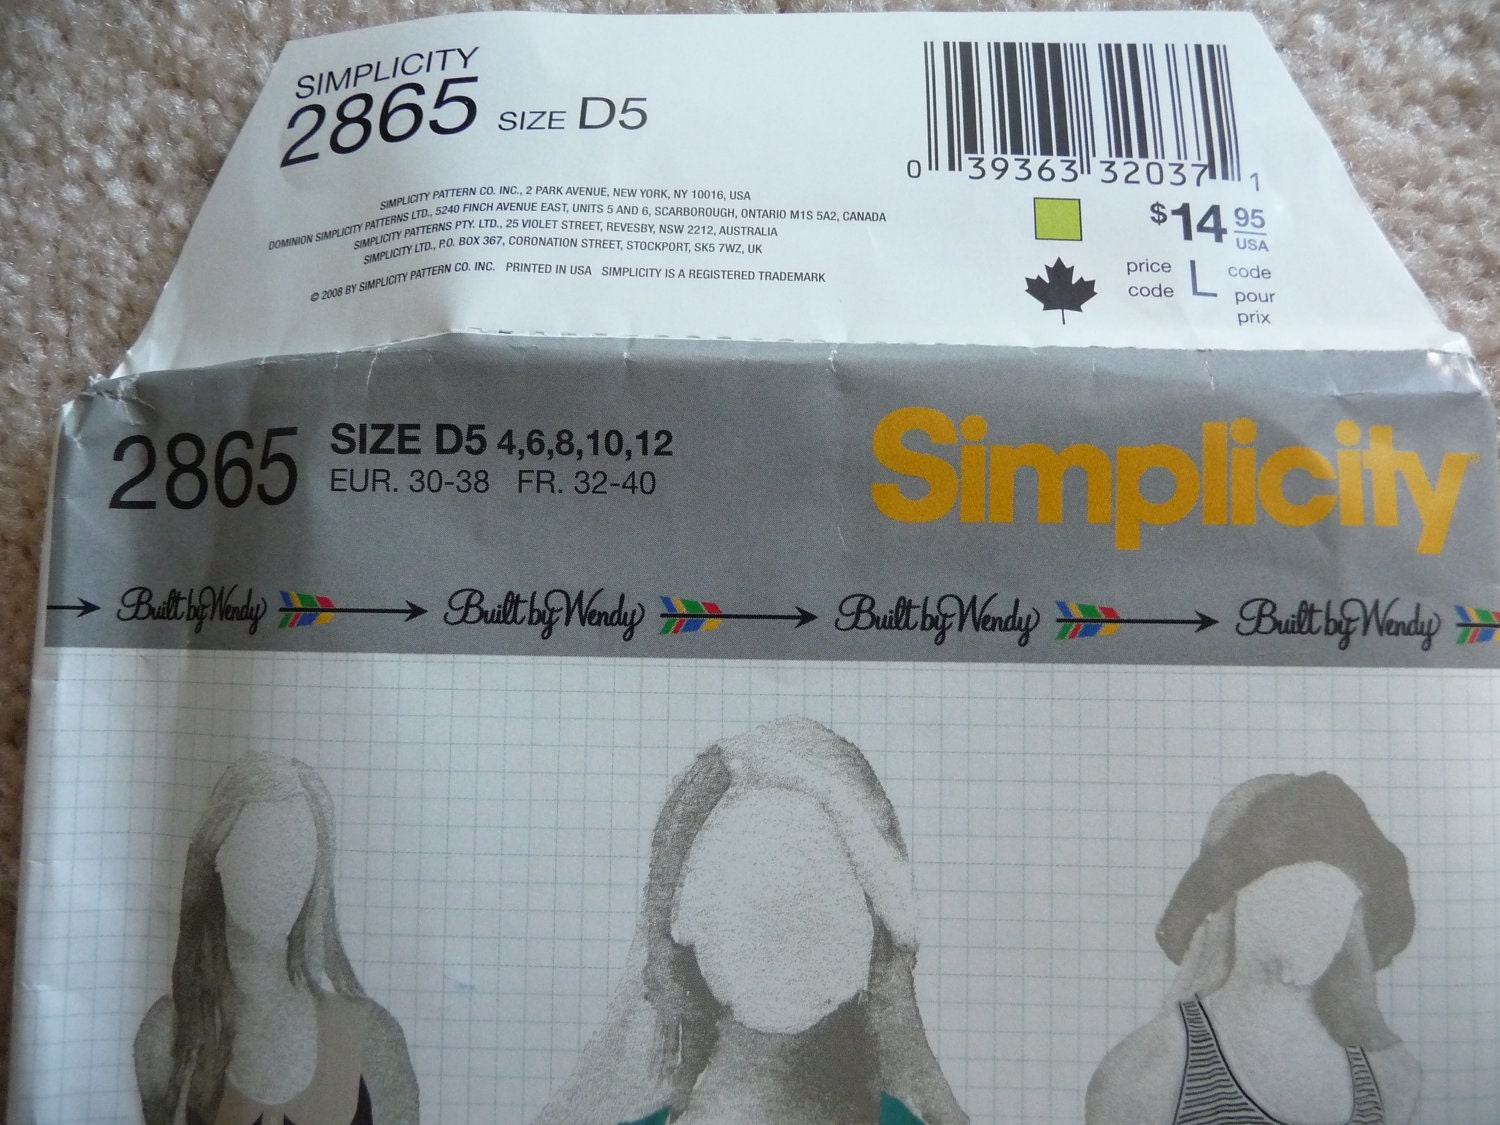 SIMPLICITY
2865 SIZE D5
SIMPLICITY PATTERN CO. INC., 2 PARK AVENUE, NEW YORK, NY 10016, USA
DOMINION SIMPLICITY PATTERNS LTD., 5240 FINCH AVENUE EAST, UNITS 5 AND 6, SCARBOROUGH, ONTARIO M1S 5A2, CANADA
SIMPLICITY PATTERNS PTY. LTD., 25 VIOLET STREET, REVESBY, NSW 2212, AUSTRALIA
SIMPLICITY LTD., P.O. BOX 367, CORONATION STREET, STOCKPORT, SK5 7WZ, UK
© 2008 BY SIMPLICITY PATTERN CO. INC. PRINTED IN USA SIMPLICITY IS A REGISTERED TRADEMARK
0 39363 32037 1
$14 95
USA
price code L code pour prix
2865 SIZE D5 4,6,8,10,12
EUR. 30-38 FR. 32-40
Simplicity®
Built by Wendy Built by Wendy Built by Wendy Built by Wendy